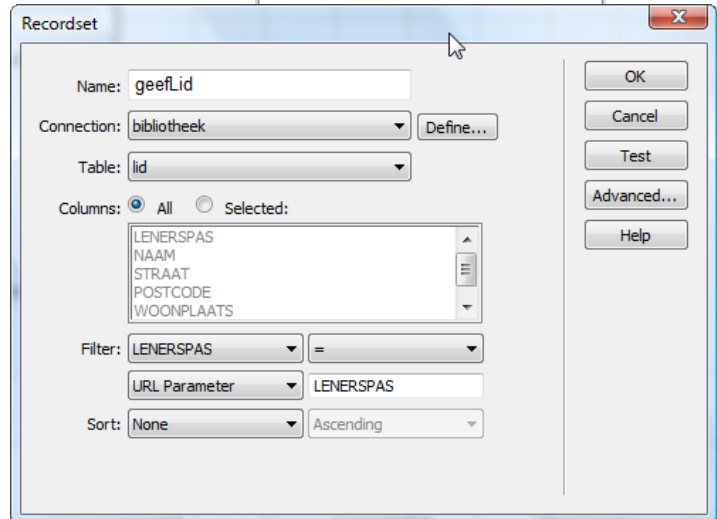 Recordset
Name: geefLid
OK
Connection: bibliotheek Define...
Cancel
Table: lid
Test
Columns: All Selected:
Advanced...
LENERSPAS
NAAM
STRAAT
POSTCODE
WOONPLAATS
Help
Filter: LENERSPAS =
URL Parameter LENERSPAS
Sort: None Ascending